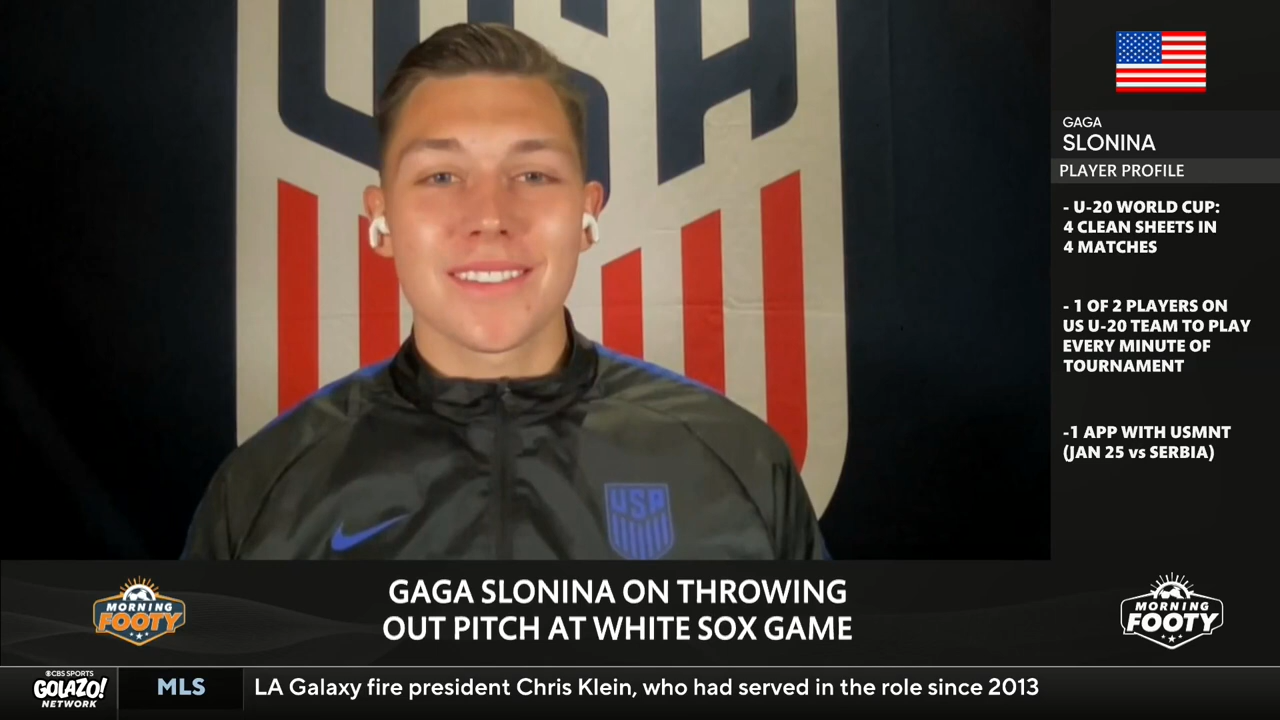 USA
GAGA
SLONINA
PLAYER PROFILE
- U-20 WORLD CUP:
4 CLEAN SHEETS IN
4 MATCHES
- 1 OF 2 PLAYERS ON
US U-20 TEAM TO PLAY
EVERY MINUTE OF
TOURNAMENT
-1 APP WITH USMNT
(JAN 25 vs SERBIA)
USA
MORNING
FOOTY
GAGA SLONINA ON THROWING
OUT PITCH AT WHITE SOX GAME
MORNING
FOOTY
CBS SPORTS
GOLAZO!
NETWORK
MLS
LA Galaxy fire president Chris Klein, who had served in the role since 2013